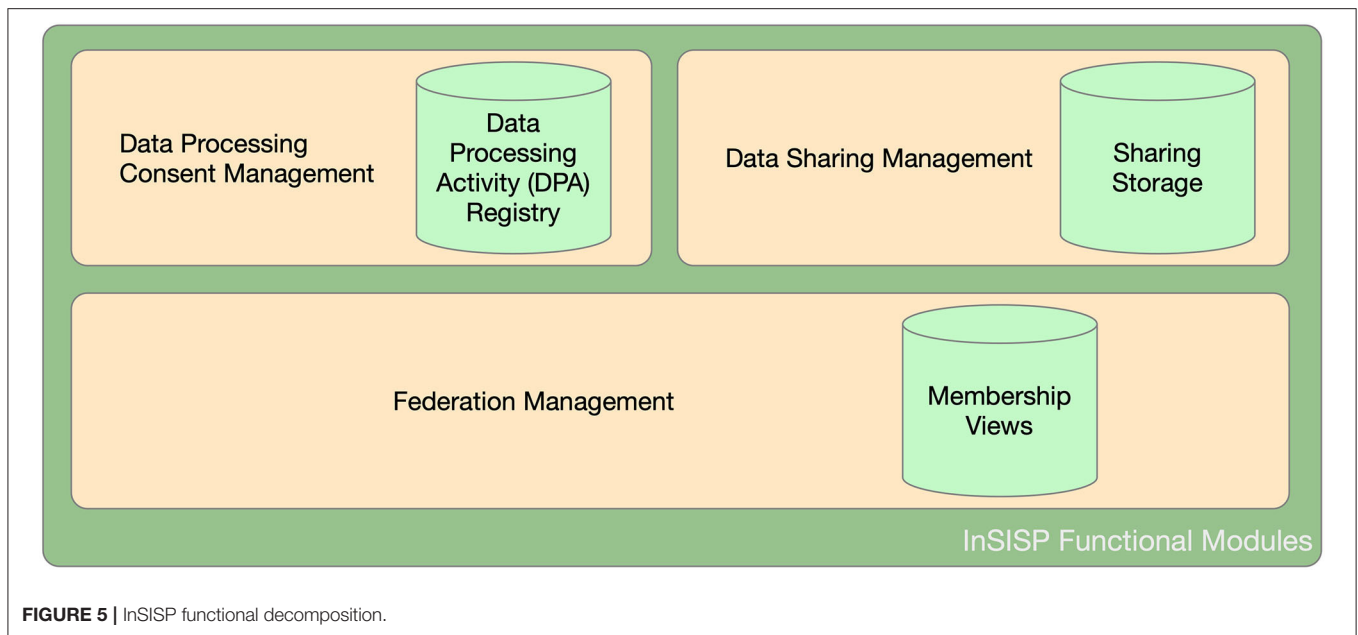 Data Processing
Consent Management
Data
Processing
Activity (DPA)
Registry
Data Sharing Management
Sharing
Storage
Federation Management
Membership
Views
InSISP Functional Modules
FIGURE 5 | InSISP functional decomposition.